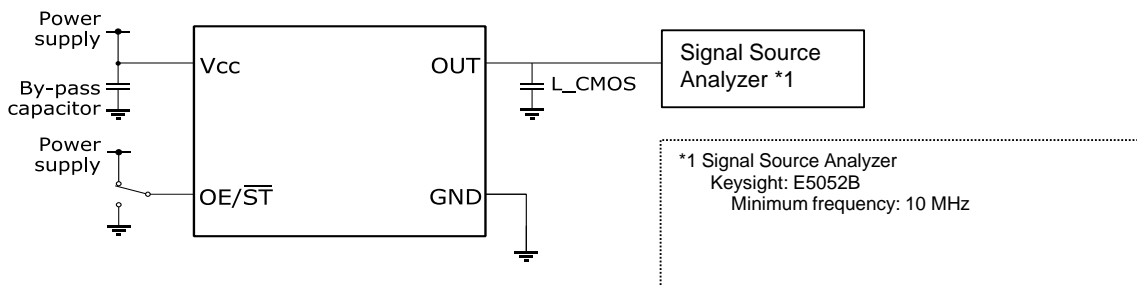 Power
supply
Vcc
OUT
Signal Source
Analyzer *1
By-pass
capacitor
L_CMOS
Power
supply
OE/ST
GND
*1 Signal Source Analyzer
Keysight: E5052B
Minimum frequency: 10 MHz